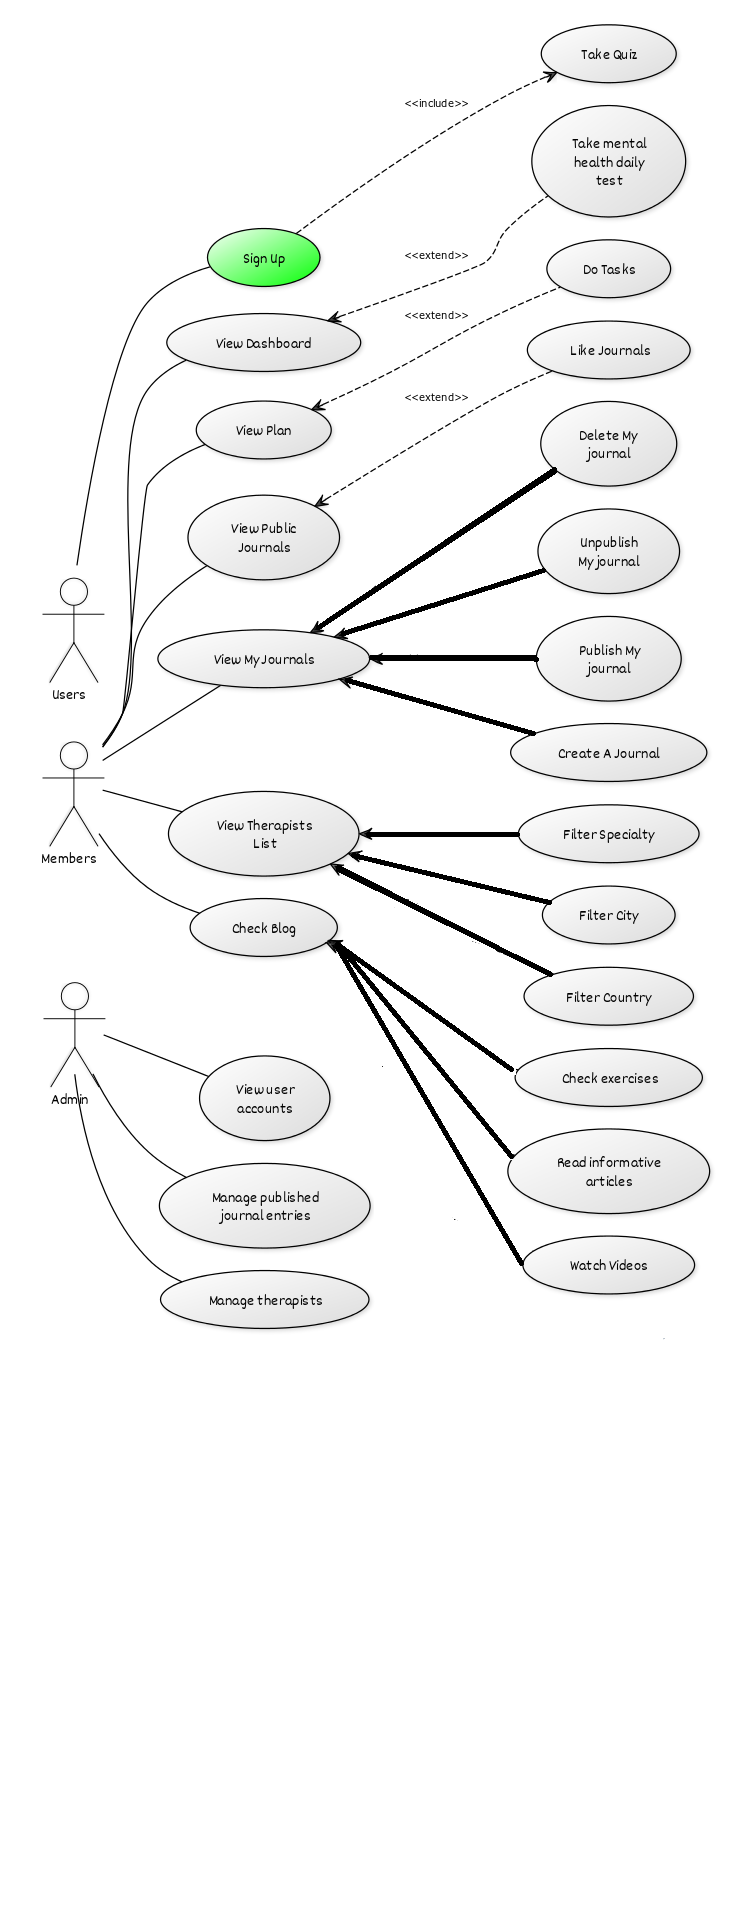 Take Quiz
<<include>>
Take mental
health daily
test
Sign Up
<<extend>>
Do Tasks
<<extend>>
View Dashboard
Like Journals
<<extend>>
View Plan
Delete My
journal
View Public
Journals
Unpublish
My journal
View My Journals
Publish My
journal
Users
Create A Journal
View Therapists
List
Filter Specialty
Members
Check Blog
Filter City
Filter Country
Check exercises
Admin
View user
accounts
Read informative
articles
Manage published
journal entries
Watch Videos
Manage therapists